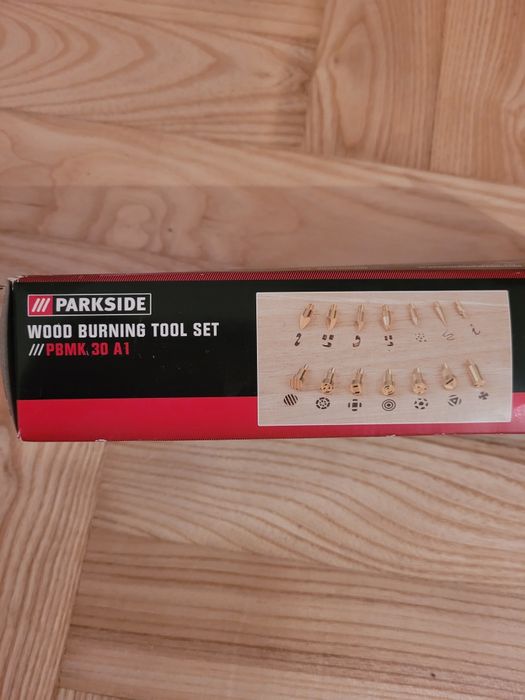 /// PARKSIDE
WOOD BURNING TOOL SET
/// PBMK 30 A1